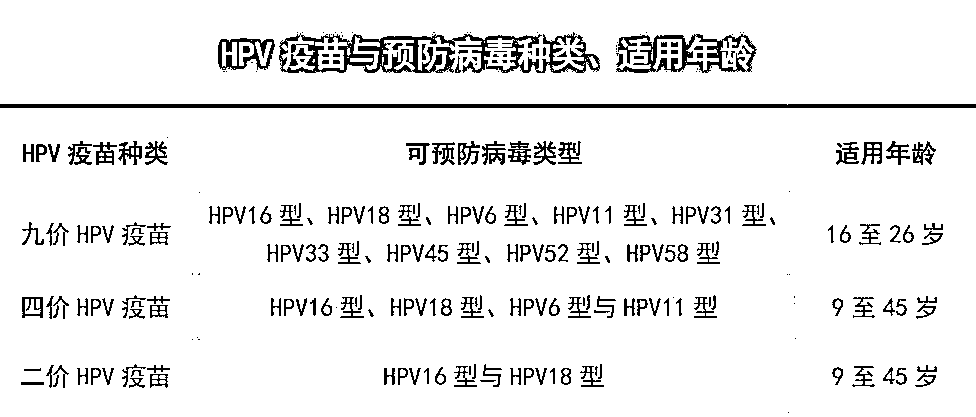 HPV 疫苗与预防病毒种类、适用年龄
HPV 疫苗种类 可预防病毒类型 适用年龄
九价 HPV 疫苗 HPV16 型、HPV18 型、HPV6 型、HPV11 型、HPV31 型、 16 至 26 岁
HPV33 型、HPV45 型、HPV52 型、HPV58 型
四价 HPV 疫苗 HPV16 型、HPV18 型、HPV6 型与 HPV11 型 9 至 45 岁
二价 HPV 疫苗 HPV16 型与 HPV18 型 9 至 45 岁